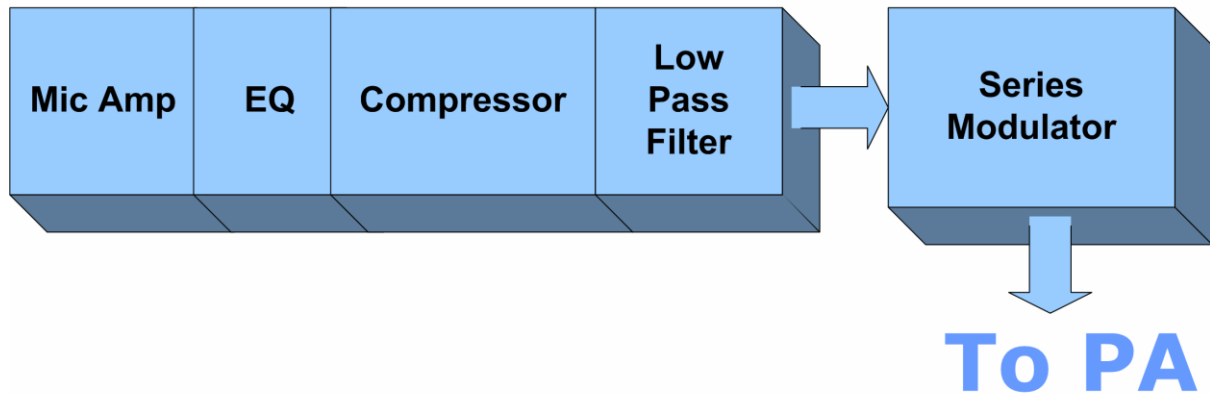 Mic Amp
EQ
Compressor
Low
Pass
Filter
Series
Modulator
To PA